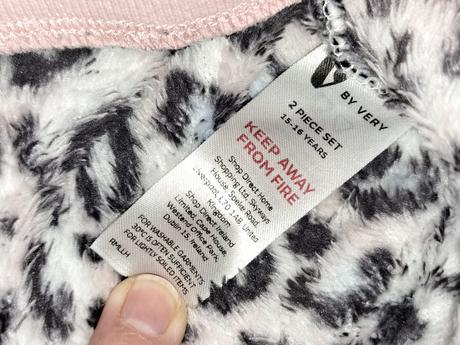 V BY VERY
2 PIECE SET
15-16 YEARS
KEEP AWAY
FROM FIRE
Shop Direct Home
Shopping Ltd, Skyways
House, Speke Road,
Liverpool, L70 1AB United
Kingdom
Shop Direct Ireland
Limited, Cape House,
Westend Office Park,
Dublin 15. Ireland
FOR WASHABLE GARMENTS
30°C IS OFTEN SUFFICIENT
FOR LIGHTLY SOILED ITEMS
RMLLH